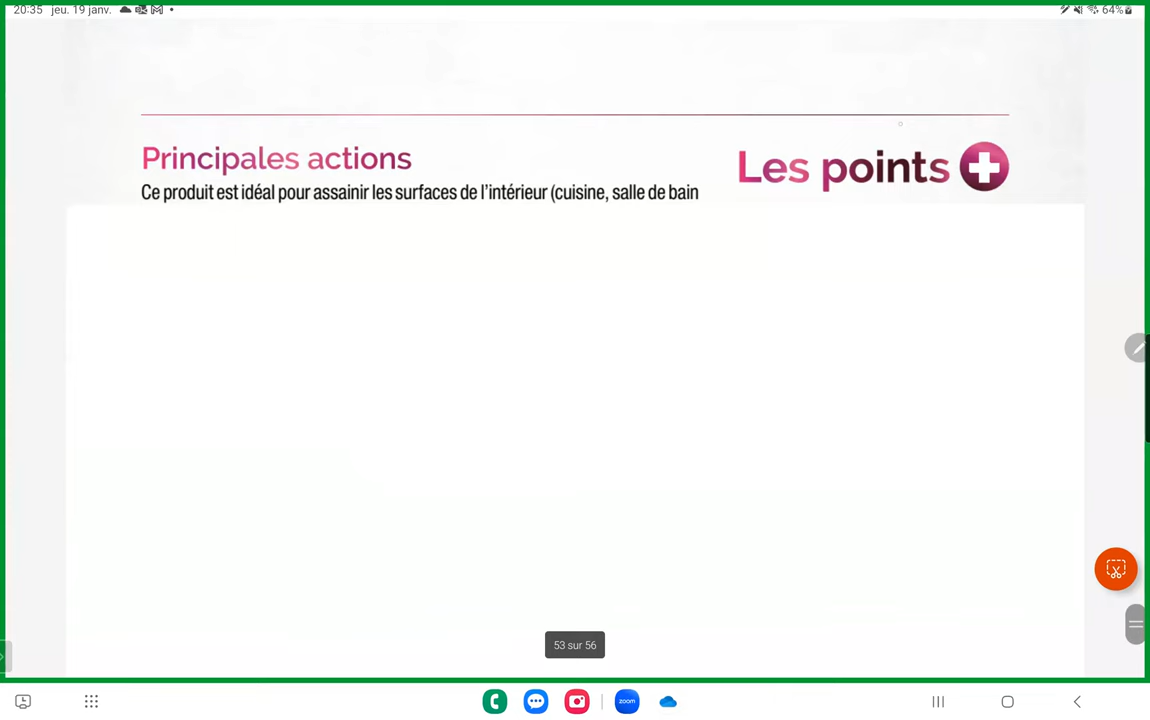 20:35 jeu. 19 janv.
64%
Principales actions
Les points
Ce produit est idéal pour assainir les surfaces de l'intérieur (cuisine, salle de bain
53 sur 56
zoom